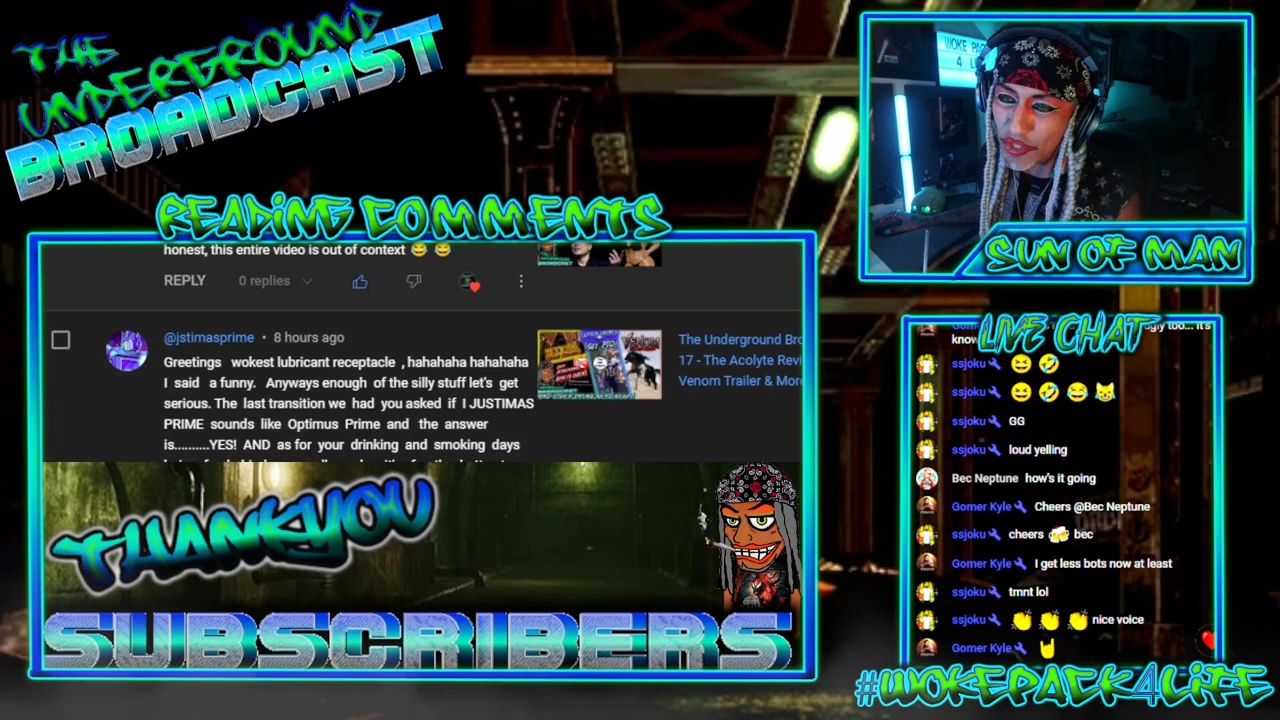 THE
UNDERGROUND
BROADCAST
WOKE PA
4 L
READING COMMENTS
honest, this entire video is out of context 😂 😂
REPLY 0 replies
@jstimasprime • 8 hours ago
Greetings wokest lubricant receptacle , hahahaha hahahaha
I said a funny. Anyways enough of the silly stuff let's get
serious. The last transition we had you asked if I JUSTIMAS
PRIME sounds like Optimus Prime and the answer
is..........YES! AND as for your drinking and smoking days
The Underground Bro
17 - The Acolyte Revi
Venom Trailer & More
THANKYOU
SUBSCRIBERS
SUN OF MAN
LIVE CHAT
ssjoku 😆 🤣
ssjoku 😆 🤣 😂 😹
ssjoku GG
ssjoku loud yelling
Bec Neptune how's it going
Gomer Kyle Cheers @Bec Neptune
ssjoku cheers 🍻 bec
Gomer Kyle I get less bots now at least
ssjoku tmnt lol
ssjoku 👏 👏 👏 nice voice
Gomer Kyle 🤘
#WOKEPACK4LIFE